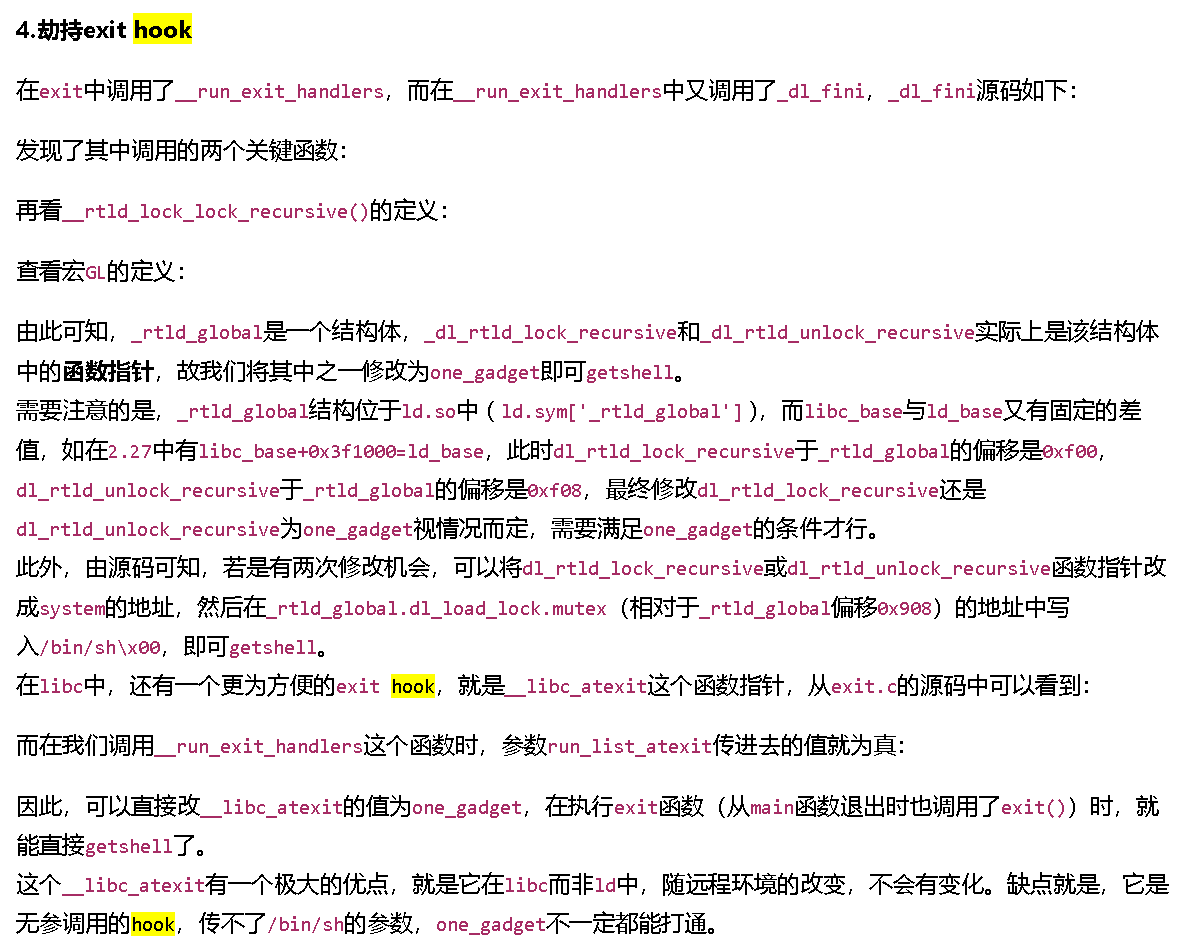 4.劫持exit hook
在exit中调用了__run_exit_handlers，而在__run_exit_handlers中又调用了_dl_fini，_dl_fini源码如下：
发现了其中调用的两个关键函数：
再看__rtld_lock_lock_recursive()的定义：
查看宏GL的定义：
由此可知，_rtld_global是一个结构体，_dl_rtld_lock_recursive和_dl_rtld_unlock_recursive实际上是该结构体
中的函数指针，故我们将其中之一修改为one_gadget即可getshell。
需要注意的是，_rtld_global结构位于ld.so中（ld.sym['_rtld_global']），而libc_base与ld_base又有固定的差
值，如在2.27中有libc_base+0x3f1000=ld_base，此时dl_rtld_lock_recursive于_rtld_global的偏移是0xf00，
dl_rtld_unlock_recursive于_rtld_global的偏移是0xf08，最终修改dl_rtld_lock_recursive还是
dl_rtld_unlock_recursive为one_gadget视情况而定，需要满足one_gadget的条件才行。
此外，由源码可知，若是有两次修改机会，可以将dl_rtld_lock_recursive或dl_rtld_unlock_recursive函数指针改
成system的地址，然后在_rtld_global.dl_load_lock.mutex（相对于_rtld_global偏移0x908）的地址中写
入/bin/sh\x00，即可getshell。
在libc中，还有一个更为方便的exit hook，就是__libc_atexit这个函数指针，从exit.c的源码中可以看到：
而在我们调用__run_exit_handlers这个函数时，参数run_list_atexit传进去的值就为真：
因此，可以直接改__libc_atexit的值为one_gadget，在执行exit函数（从main函数退出时也调用了exit()）时，就
能直接getshell了。
这个__libc_atexit有一个极大的优点，就是它在libc而非ld中，随远程环境的改变，不会有变化。缺点就是，它是
无参调用的hook，传不了/bin/sh的参数，one_gadget不一定都能打通。